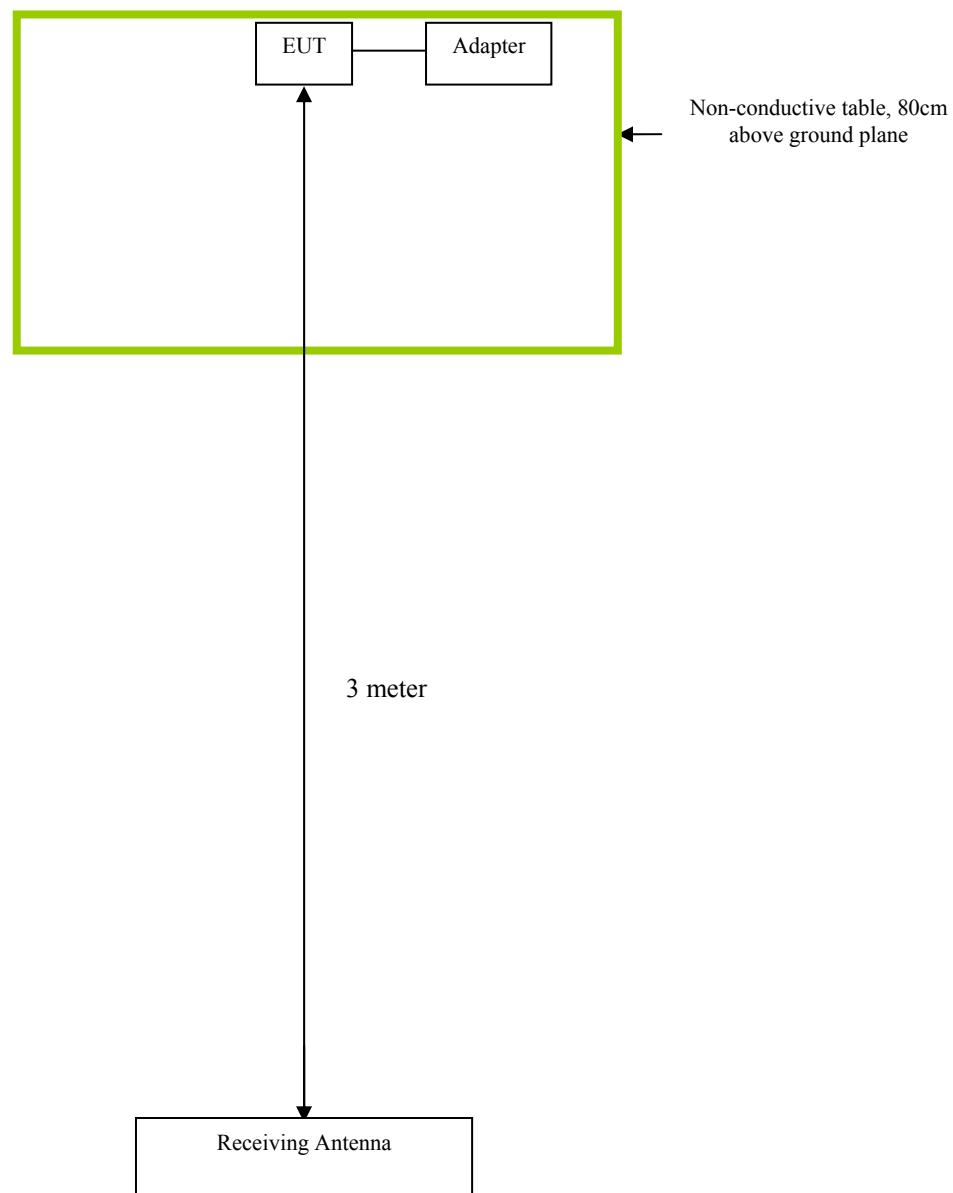 EUT
Adapter
Non-conductive table, 80cm
above ground plane
3 meter
Receiving Antenna